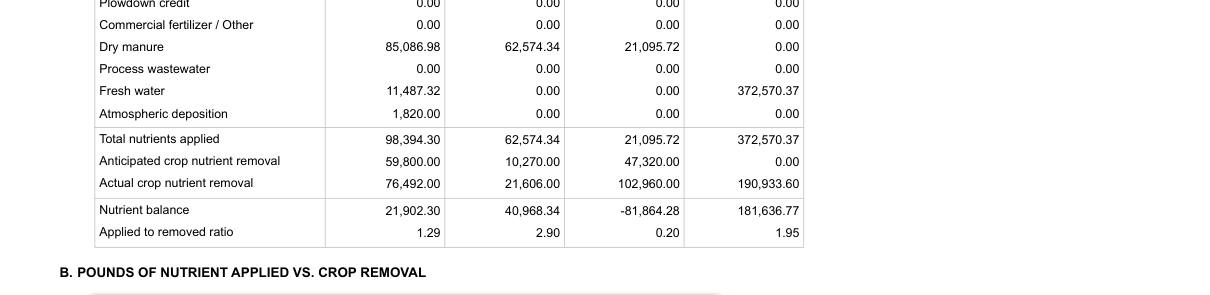 Plowdown credit 0.00 0.00 0.00 0.00
Commercial fertilizer / Other 0.00 0.00 0.00 0.00
Dry manure 85,086.98 62,574.34 21,095.72 0.00
Process wastewater 0.00 0.00 0.00 0.00
Fresh water 11,487.32 0.00 0.00 372,570.37
Atmospheric deposition 1,820.00 0.00 0.00 0.00
Total nutrients applied 98,394.30 62,574.34 21,095.72 372,570.37
Anticipated crop nutrient removal 59,800.00 10,270.00 47,320.00 0.00
Actual crop nutrient removal 76,492.00 21,606.00 102,960.00 190,933.60
Nutrient balance 21,902.30 40,968.34 -81,864.28 181,636.77
Applied to removed ratio 1.29 2.90 0.20 1.95
B. POUNDS OF NUTRIENT APPLIED VS. CROP REMOVAL